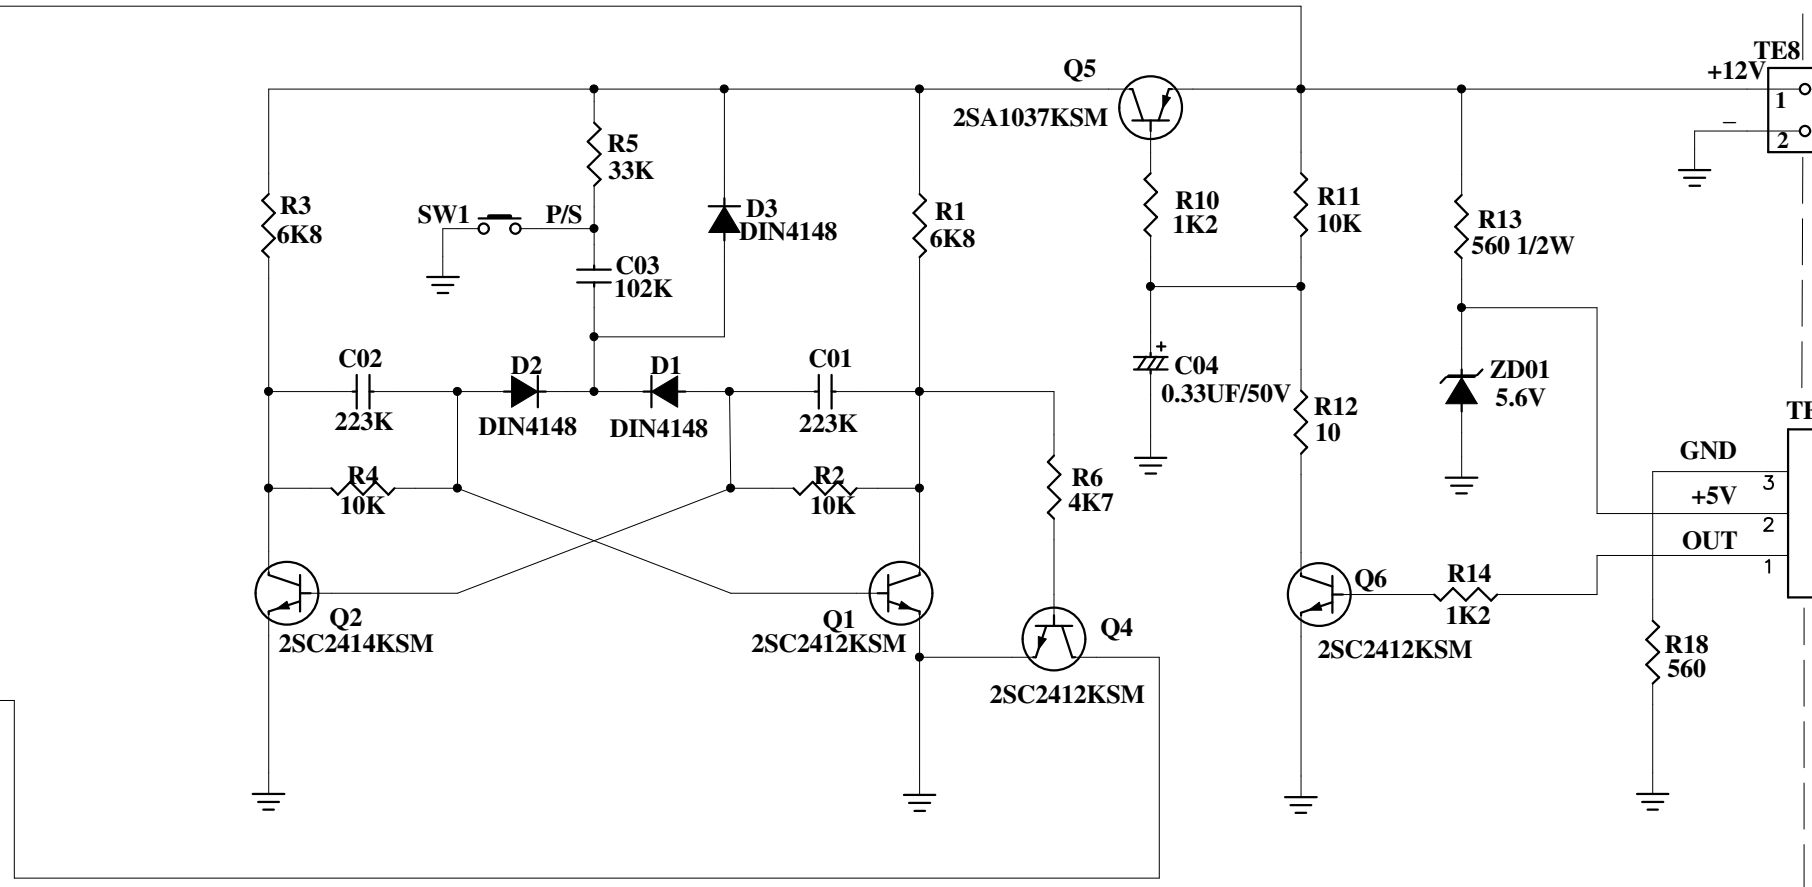 TE8
+12V
1
–
2
Q5
2SA1037KSM
R5
33K
R3
6K8
SW1
P/S
D3
DIN4148
R1
6K8
R10
1K2
R11
10K
R13
560 1/2W
C03
102K
C02
223K
D2
DIN4148
D1
DIN4148
C01
223K
+
C04
0.33UF/50V
R12
10
ZD01
5.6V
R4
10K
R2
10K
R6
4K7
GND
3
+5V
2
OUT
1
Q2
2SC2414KSM
Q1
2SC2412KSM
Q4
2SC2412KSM
Q6
2SC2412KSM
R14
1K2
R18
560